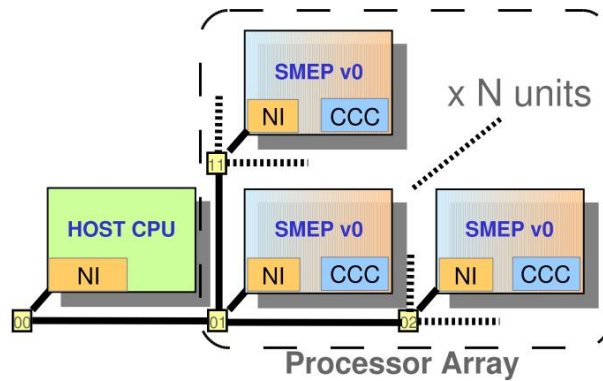 SMEP v0
NI CCC
x N units
11
HOST CPU
NI
SMEP v0
NI CCC
SMEP v0
NI CCC
00
01
02
Processor Array